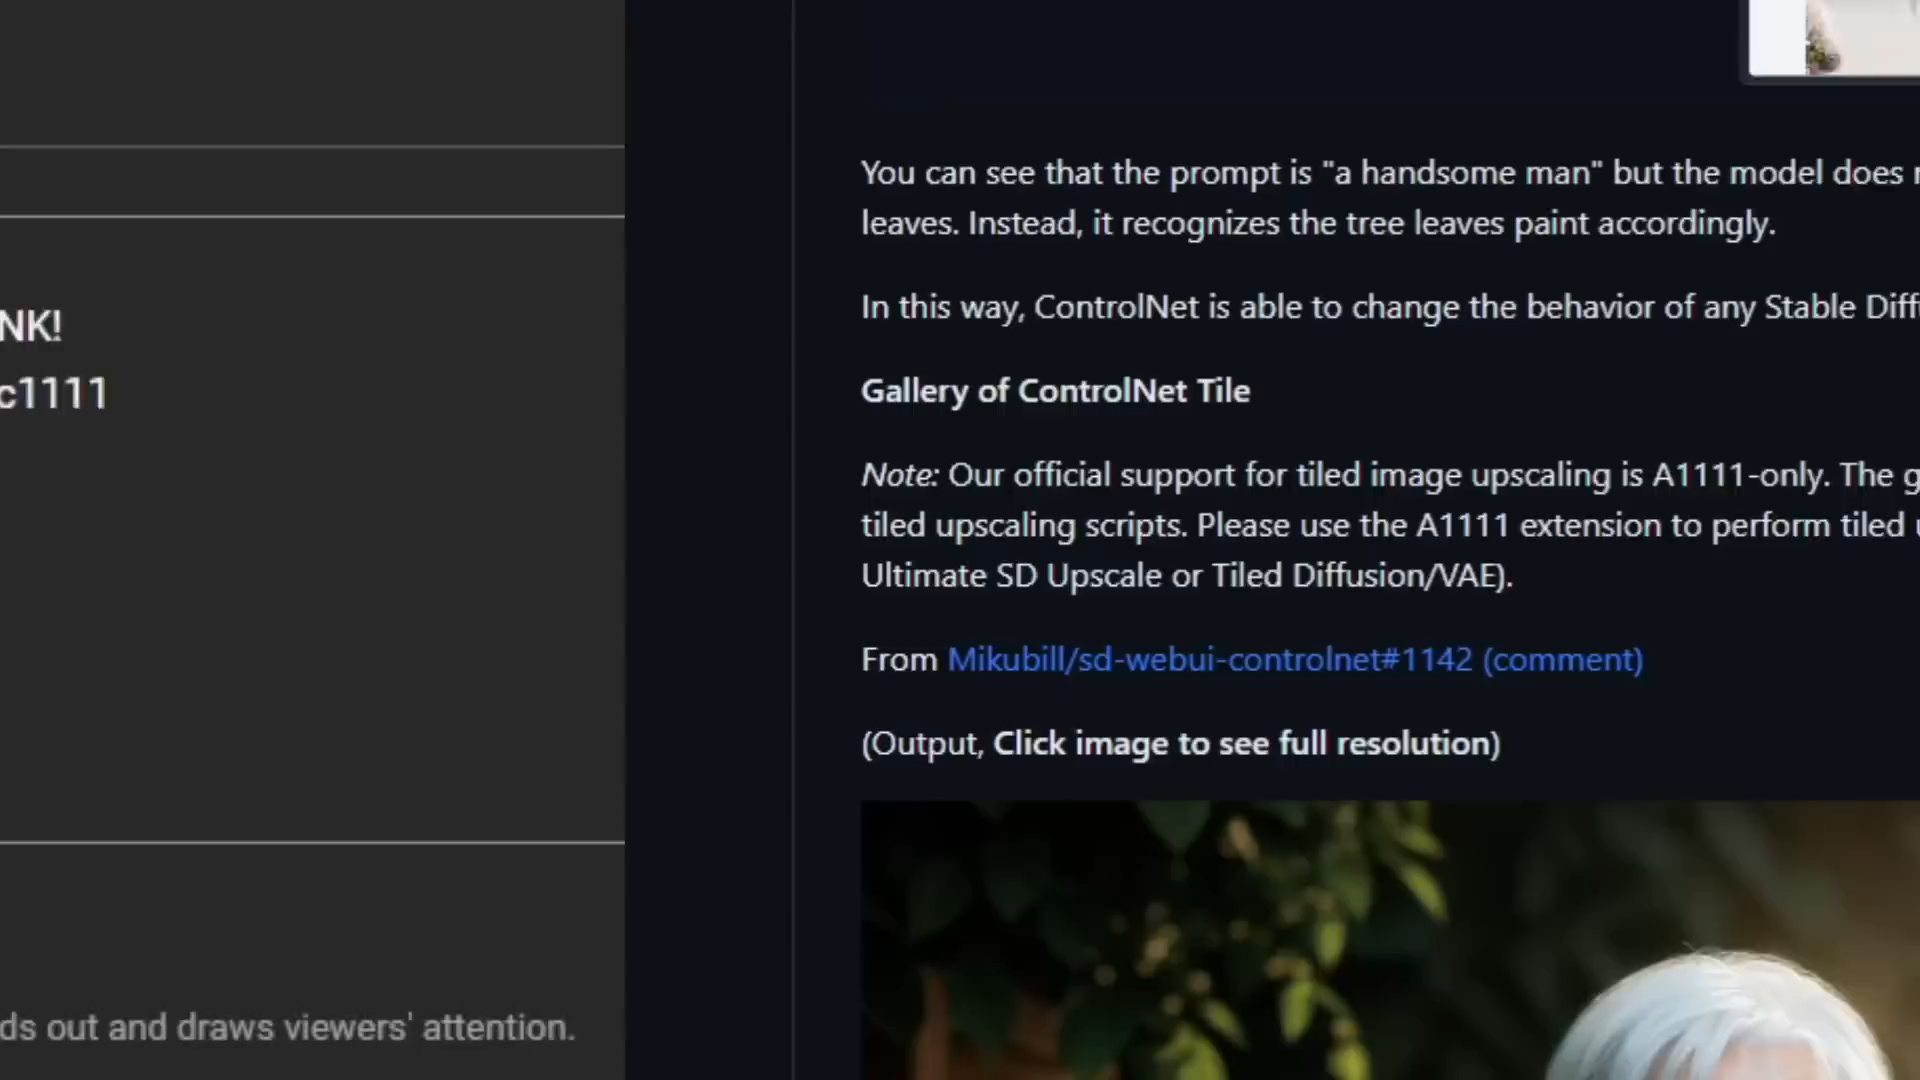 NK!
c1111
ds out and draws viewers' attention.
You can see that the prompt is "a handsome man" but the model does
leaves. Instead, it recognizes the tree leaves paint accordingly.
In this way, ControlNet is able to change the behavior of any Stable Diff
Gallery of ControlNet Tile
Note: Our official support for tiled image upscaling is A1111-only. The g
tiled upscaling scripts. Please use the A1111 extension to perform tiled
Ultimate SD Upscale or Tiled Diffusion/VAE).
From Mikubill/sd-webui-controlnet#1142 (comment)
(Output, Click image to see full resolution)